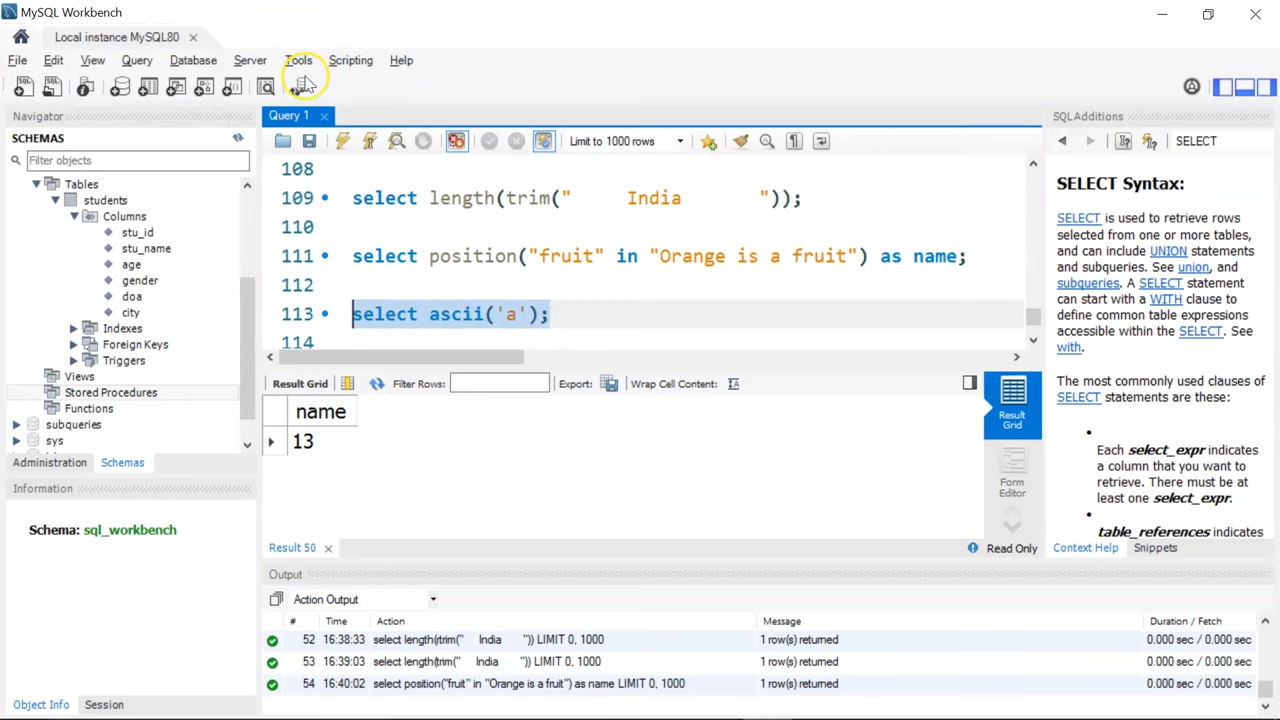 MySQL Workbench
Local instance MySQL80
File Edit View Query Database Server Tools Scripting Help
Navigator
SCHEMAS
Filter objects
Tables
students
Columns
stu_id
stu_name
age
gender
doa
city
Indexes
Foreign Keys
Triggers
Views
Stored Procedures
Functions
subqueries
sys
Administration Schemas
Information
Schema: sql_workbench
Object Info Session
Query 1
Limit to 1000 rows
108
109 select length(trim("     India       "));
110
111 select position("fruit" in "Orange is a fruit") as name;
112
113 select ascii('a');
114
Result Grid Filter Rows: Export: Wrap Cell Content:
name
13
Result Grid
Form Editor
Result 50 Read Only
Output
Action Output
# Time Action Message Duration / Fetch
52 16:38:33 select length(rtrim("     India       ")) LIMIT 0, 1000 1 row(s) returned 0.000 sec / 0.000 sec
53 16:39:03 select length(trim("     India       ")) LIMIT 0, 1000 1 row(s) returned 0.000 sec / 0.000 sec
54 16:40:02 select position("fruit" in "Orange is a fruit") as name LIMIT 0, 1000 1 row(s) returned 0.000 sec / 0.000 sec
SQLAdditions
SELECT
SELECT Syntax:
SELECT is used to retrieve rows
selected from one or more tables,
and can include UNION statements
and subqueries. See union, and
subqueries. A SELECT statement
can start with a WITH clause to
define common table expressions
accessible within the SELECT. See
with.
The most commonly used clauses of
SELECT statements are these:
Each select_expr indicates
a column that you want to
retrieve. There must be at
least one select_expr.
table_references indicates
Context Help Snippets